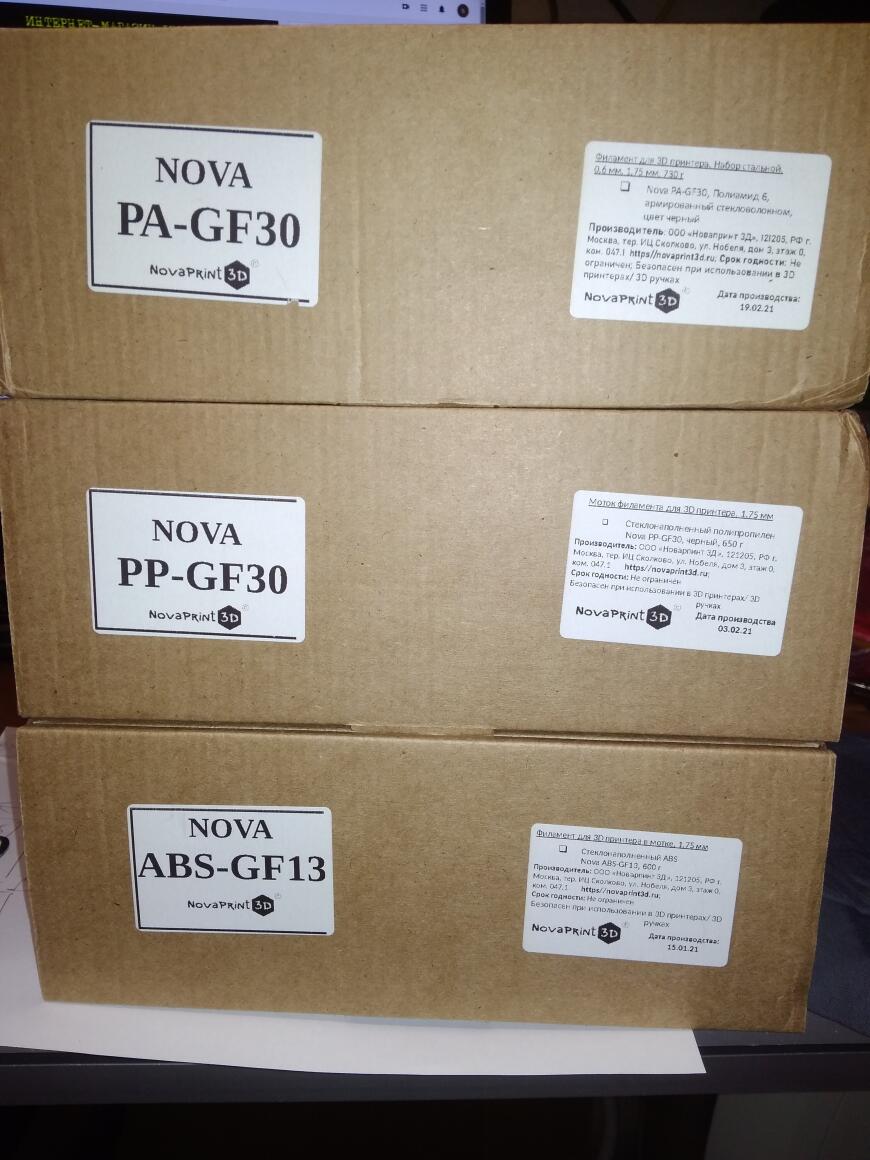 ИНТЕРНЕТ-МАГАЗИН
NOVA
PA-GF30
NovaPrint 3D ®
Филамент для 3D принтера. Набор стальной.
0,6 мм, 1,75 мм, 730 г
Nova PA-GF30, Полиамид 6,
армированный стекловолокном,
цвет черный
Производитель: ООО «Новапринт 3Д», 121205, РФ г.
Москва, тер. ИЦ Сколково, ул. Нобеля, дом 3, этаж 0,
ком. 047.1 https//novaprint3d.ru; Срок годности: Не
ограничен; Безопасен при использовании в 3D
принтерах/ 3D ручках
NovaPrint 3D ®
Дата производства:
19.02.21
NOVA
PP-GF30
NovaPrint 3D ®
Моток филамента для 3D принтера, 1,75 мм
Стеклонаполненный полипропилен
Nova PP-GF30, черный, 650 г
Производитель: ООО «Новарпинт 3Д», 121205, РФ г.
Москва, тер. ИЦ Сколково, ул. Нобеля, дом 3, этаж 0,
ком. 047.1 https//novaprint3d.ru;
Срок годности: Не ограничен
Безопасен при использовании в 3D принтерах/ 3D
ручках
NovaPrint 3D ®
Дата производства
03.02.21
NOVA
ABS-GF13
NovaPrint 3D ®
Филамент для 3D принтера в мотке, 1,75 мм
Стеклонаполненный ABS
Nova ABS-GF13, 600 г
Производитель: ООО «Новарпинт 3Д», 121205, РФ г.
Москва, тер. ИЦ Сколково, ул. Нобеля, дом 3, этаж 0,
ком. 047.1 https//novaprint3d.ru;
Срок годности: Не ограничен
Безопасен при использовании в 3D принтерах/ 3D
ручках
NovaPrint 3D ®
Дата производства:
15.01.21